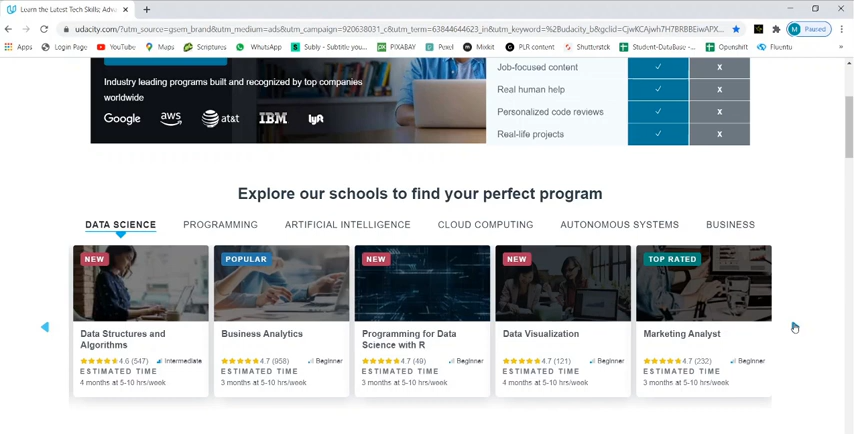 Learn the Latest Tech Skills; Adva
udacity.com/?utm_source=gsem_brand&utm_medium=ads&utm_campaign=920638031_c&utm_term=63844644623_in&utm_keyword=%2Budacity_b&gclid=CjwKCAjwh7H7BRBBEiwAPX...
M Paused
Apps
Login Page
YouTube
Maps
Scriptures
WhatsApp
Subly - Subtitle you...
PIXABAY
Pexel
Mixkit
PLR content
Shutterstck
Student-DataBase-...
Openshift
Fluentu
Industry leading programs built and recognized by top companies
worldwide
Google
aws
at&t
IBM
lyft
Job-focused content ✓ X
Real human help ✓ X
Personalized code reviews ✓ X
Real-life projects ✓ X
Explore our schools to find your perfect program
DATA SCIENCE
PROGRAMMING
ARTIFICIAL INTELLIGENCE
CLOUD COMPUTING
AUTONOMOUS SYSTEMS
BUSINESS
NEW
Data Structures and
Algorithms
4.6 (547) Intermediate
ESTIMATED TIME
4 months at 5-10 hrs/week
POPULAR
Business Analytics
4.7 (958) Beginner
ESTIMATED TIME
3 months at 5-10 hrs/week
NEW
Programming for Data
Science with R
4.7 (49) Beginner
ESTIMATED TIME
3 months at 5-10 hrs/week
NEW
Data Visualization
4.7 (121) Beginner
ESTIMATED TIME
4 months at 5-10 hrs/week
TOP RATED
Marketing Analyst
4.7 (232) Beginner
ESTIMATED TIME
3 months at 5-10 hrs/week